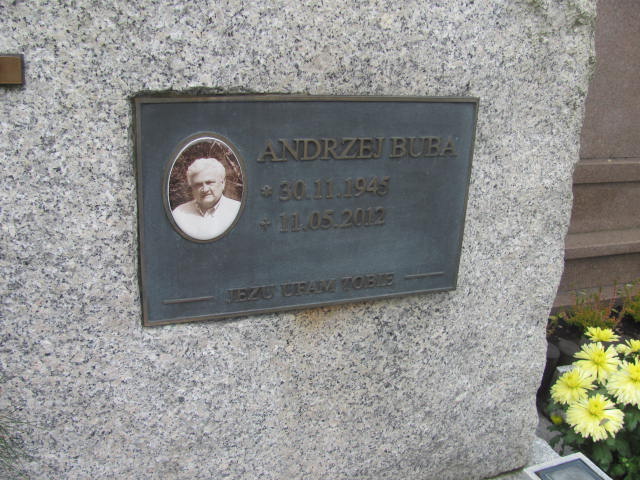 ANDRZEJ BUBA
* 30.11.1945
+ 11.05.2012
JEZU UFAM TOBIE